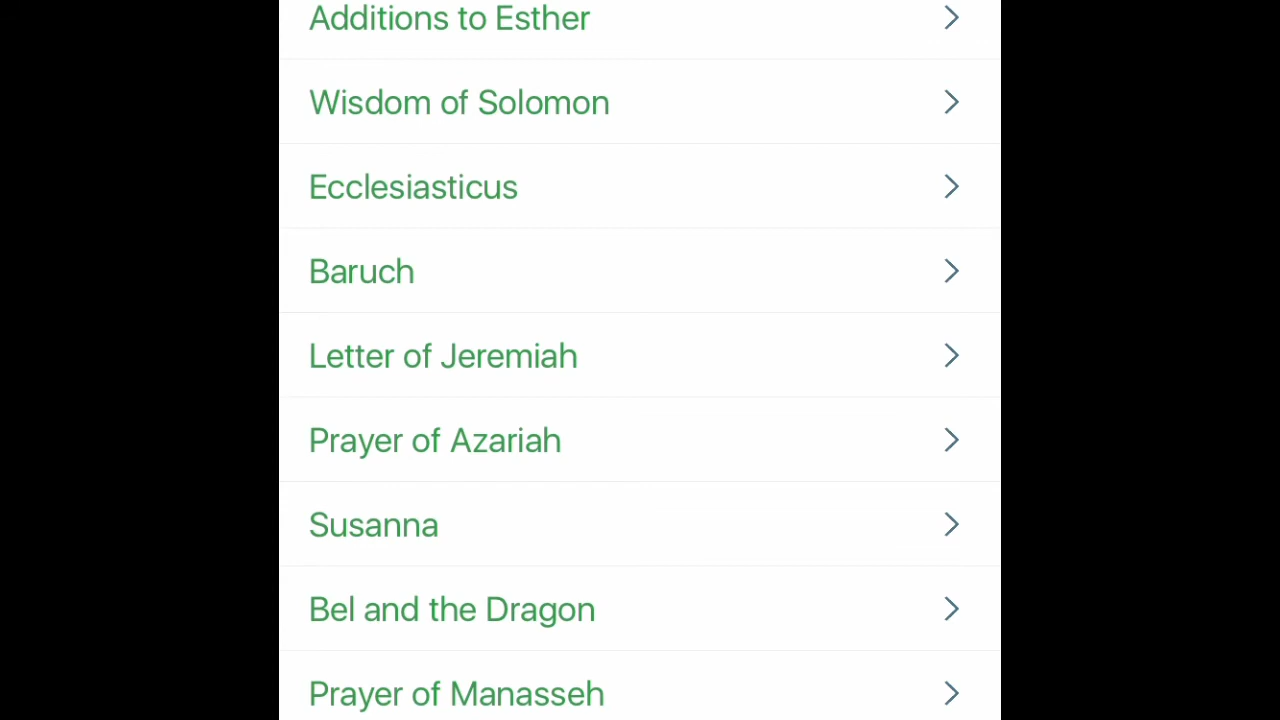 Additions to Esther
Wisdom of Solomon
Ecclesiasticus
Baruch
Letter of Jeremiah
Prayer of Azariah
Susanna
Bel and the Dragon
Prayer of Manasseh